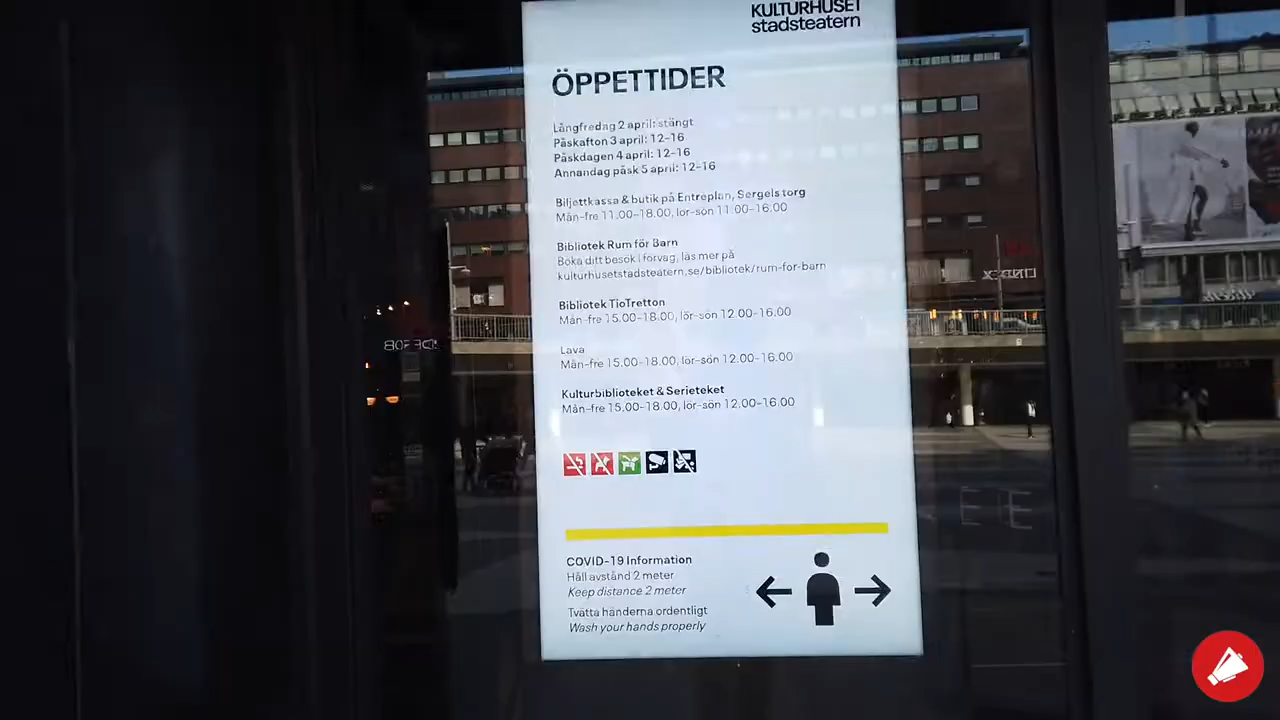 KULTURHUSET
stadsteatern
ÖPPETTIDER
Långfredag 2 april: stängt
Påskafton 3 april: 12–16
Påskdagen 4 april: 12–16
Annandag påsk 5 april: 12–16
Biljettkassa & butik på Entréplan, Sergels torg
Mån–fre 11.00–18.00, lör–sön 11.00–16.00
Bibliotek Rum för Barn
Boka ditt besök i förväg, läs mer på
kulturhusetstadsteatern.se/bibliotek/rum-for-barn
Bibliotek TioTretton
Mån–fre 15.00–18.00, lör–sön 12.00–16.00
Lava
Mån–fre 15.00–18.00, lör–sön 12.00–16.00
Kulturbiblioteket & Serieteket
Mån–fre 15.00–18.00, lör–sön 12.00–16.00
COVID-19 Information
Håll avstånd 2 meter
Keep distance 2 meter
Tvätta händerna ordentligt
Wash your hands properly